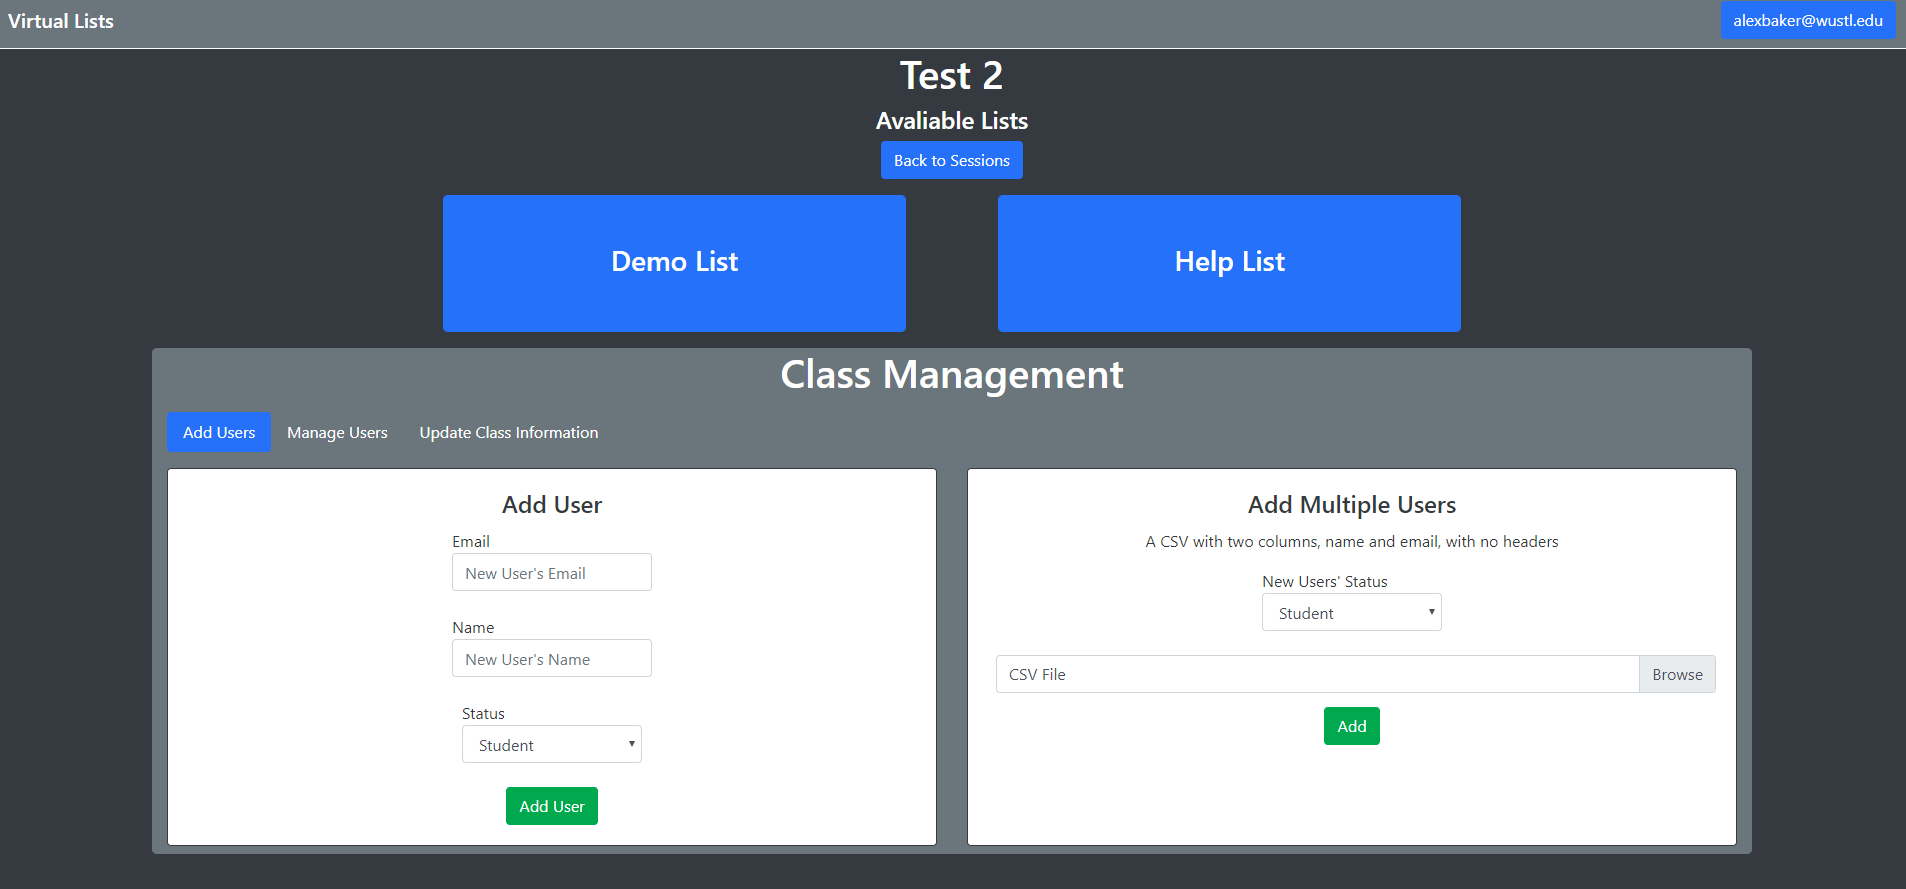 Virtual Lists
alexbaker@wustl.edu
Test 2
Avaliable Lists
Back to Sessions
Demo List
Help List
Class Management
Add Users
Manage Users
Update Class Information
Add User
Email
New User's Email
Name
New User's Name
Status
Student
Add User
Add Multiple Users
A CSV with two columns, name and email, with no headers
New Users' Status
Student
CSV File
Browse
Add